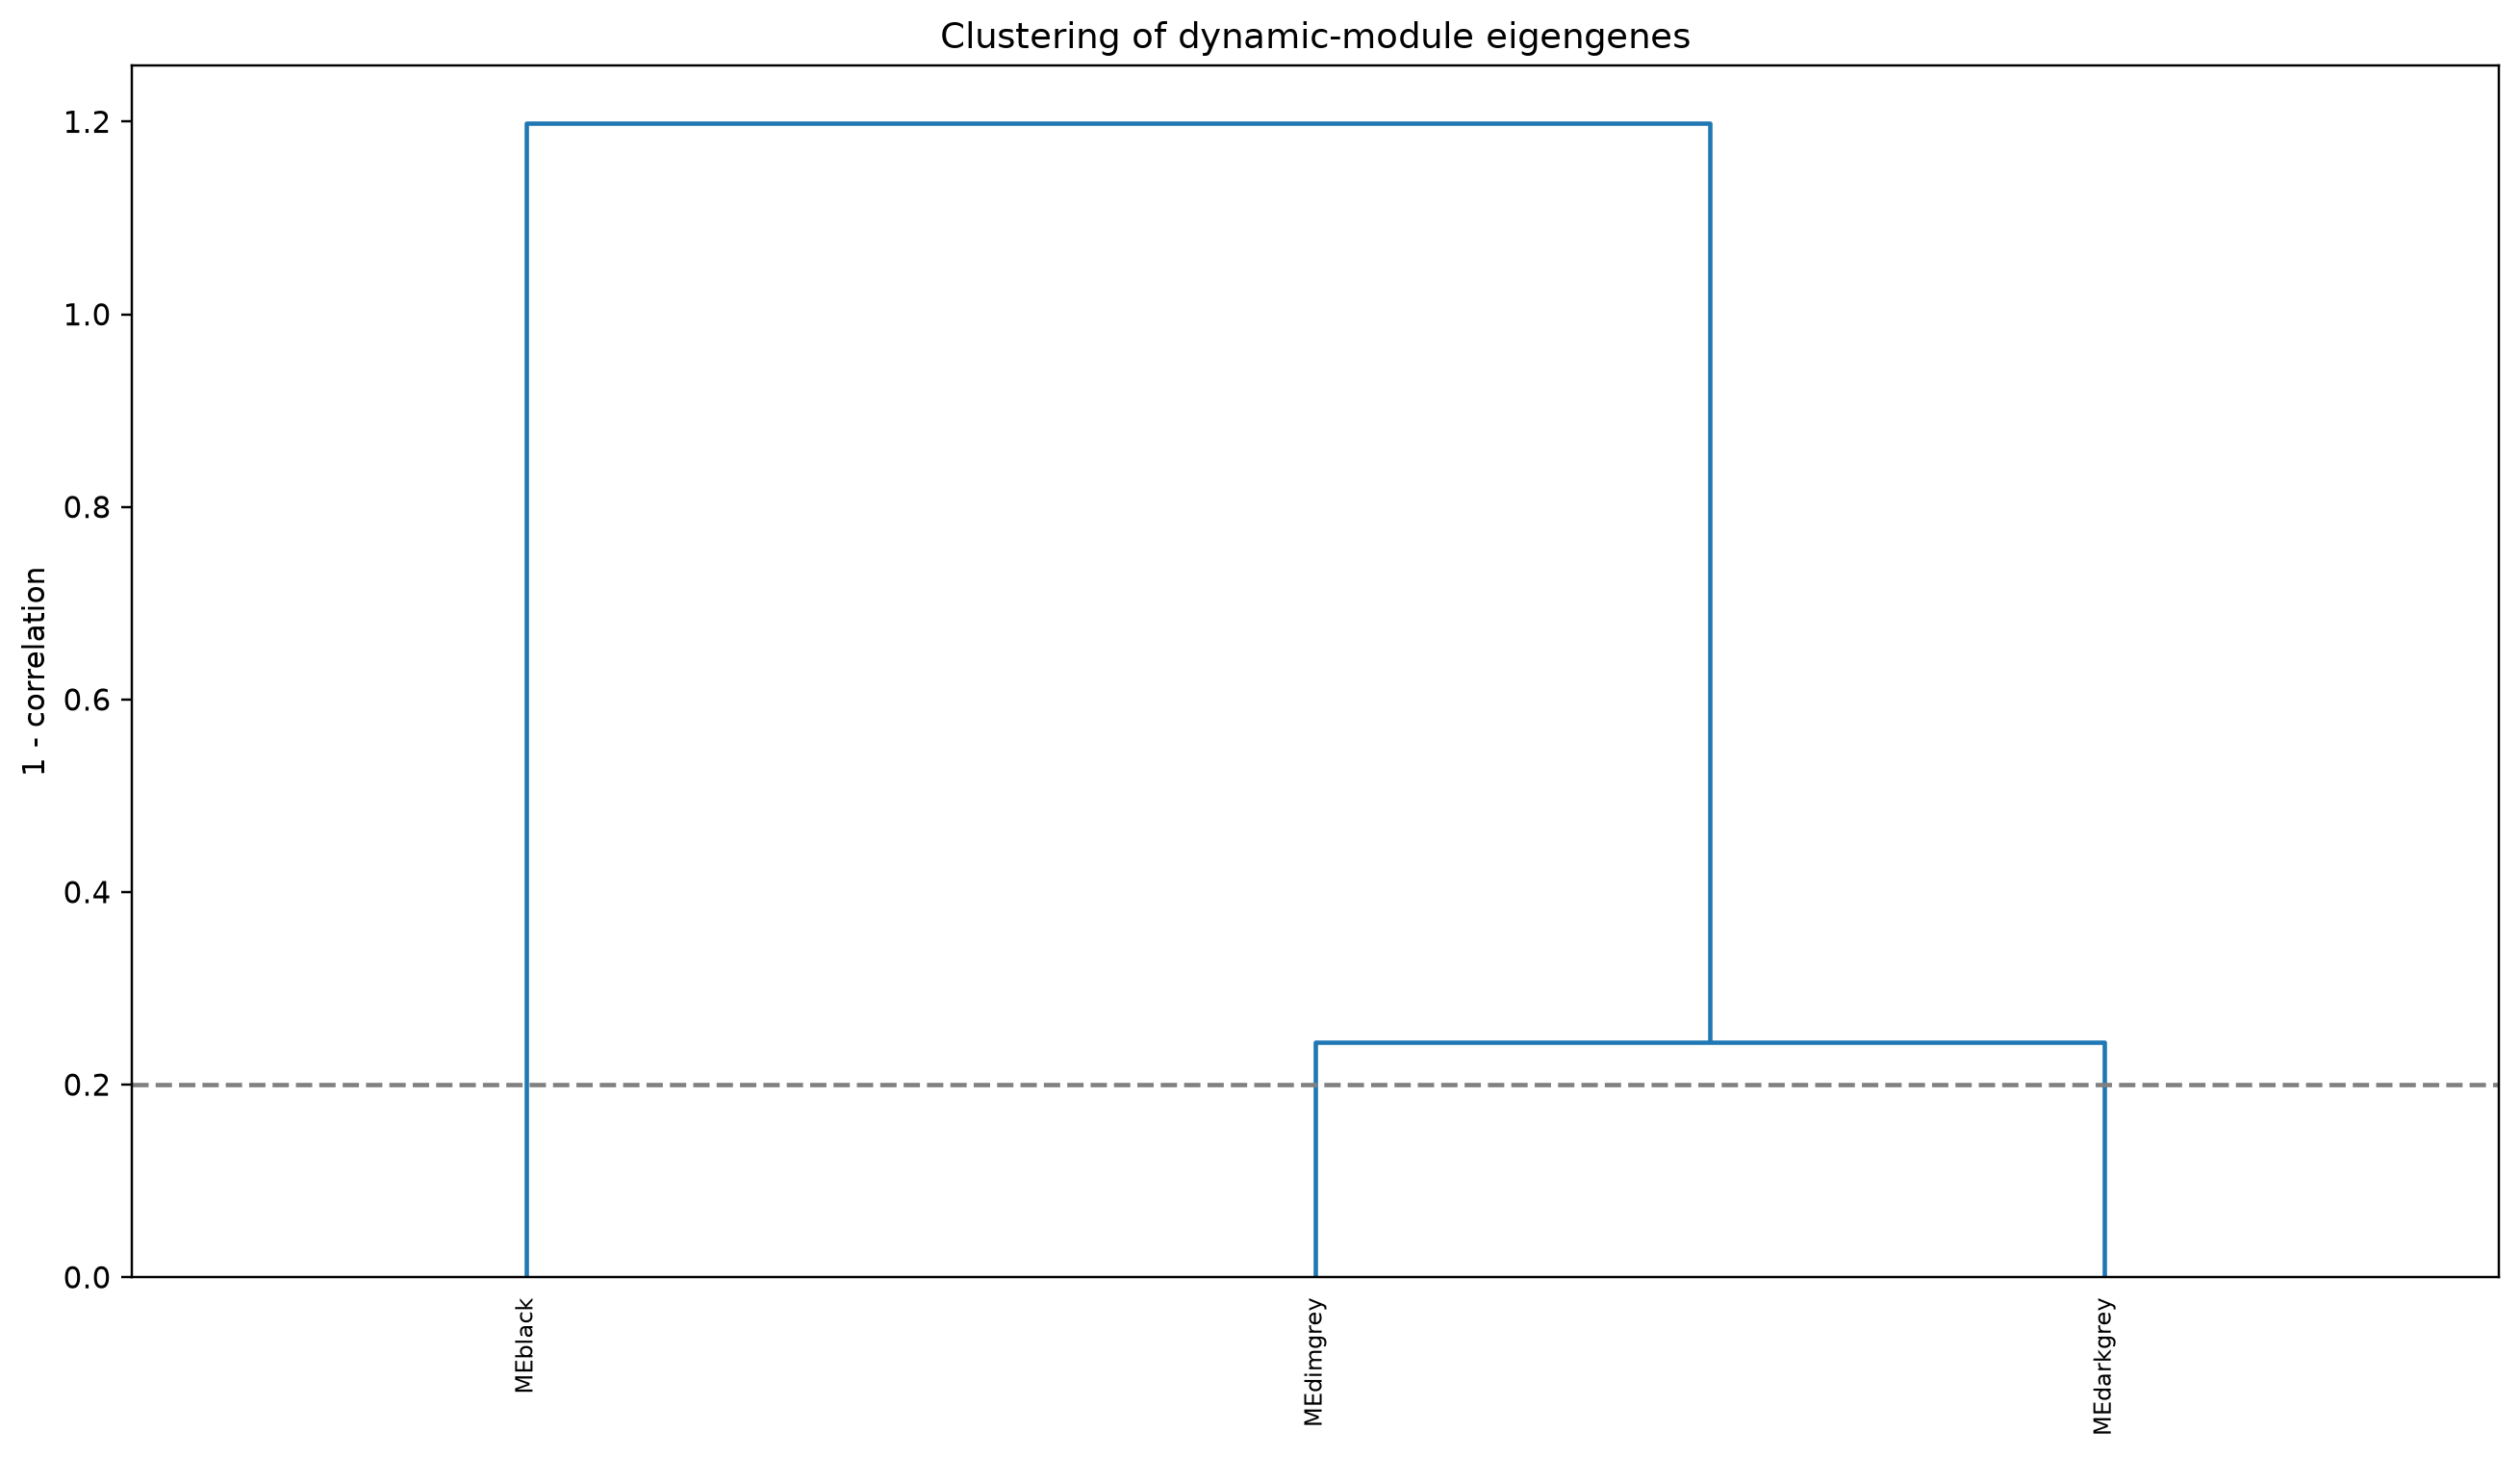 Clustering of dynamic-module eigengenes
1 - correlation
1.2
1.0
0.8
0.6
0.4
0.2
0.0
MEblack
MEdimgrey
MEdarkgrey